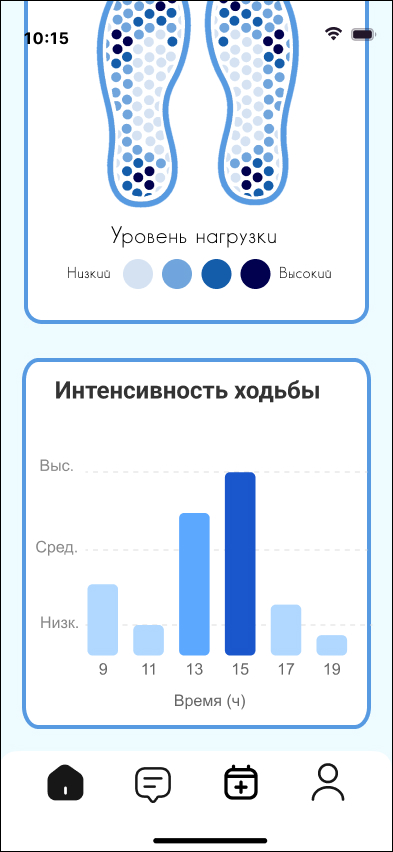 10:15
Уровень нагрузки
Низкий
Высокий
Интенсивность ходьбы
Выс.
Сред.
Низк.
9 11 13 15 17 19
Время (ч)